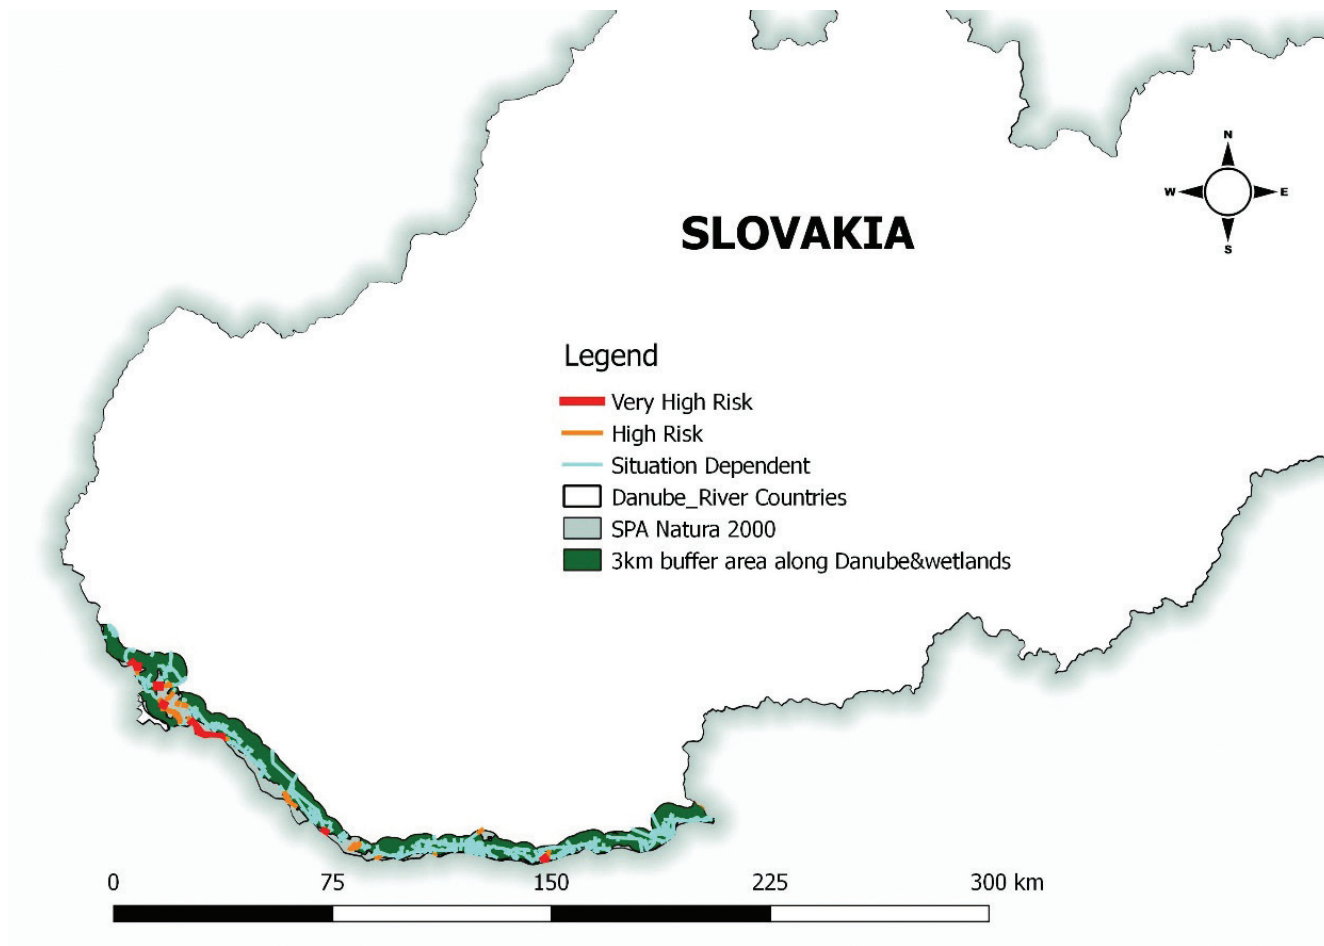 N
W E
S
SLOVAKIA
Legend
Very High Risk
High Risk
Situation Dependent
Danube_River Countries
SPA Natura 2000
3km buffer area along Danube&wetlands
0 75 150 225 300 km